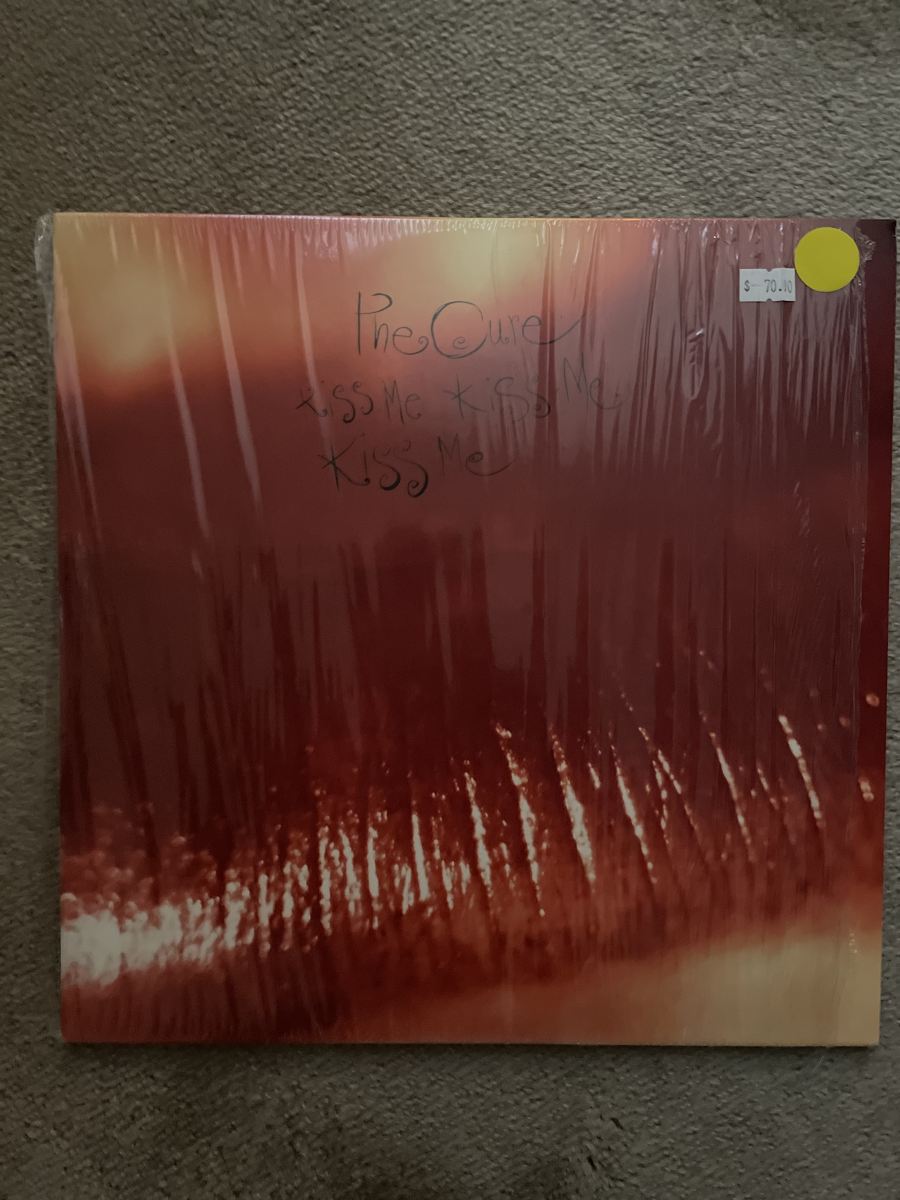 The Cure
Kiss Me Kiss Me
Kiss Me
$-- 70.10